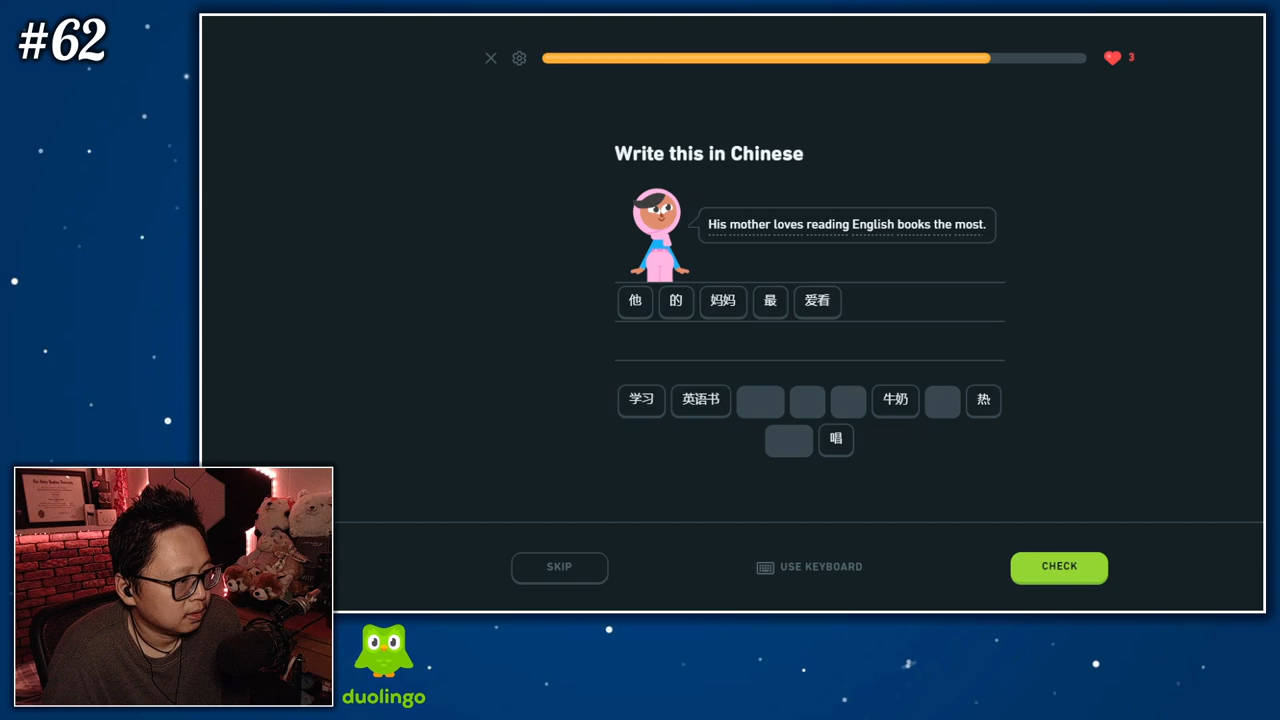 #62
3
Write this in Chinese
His mother loves reading English books the most.
他 的 妈妈 最 爱看
学习 英语书 牛奶 热
唱
SKIP
USE KEYBOARD
CHECK
duolingo